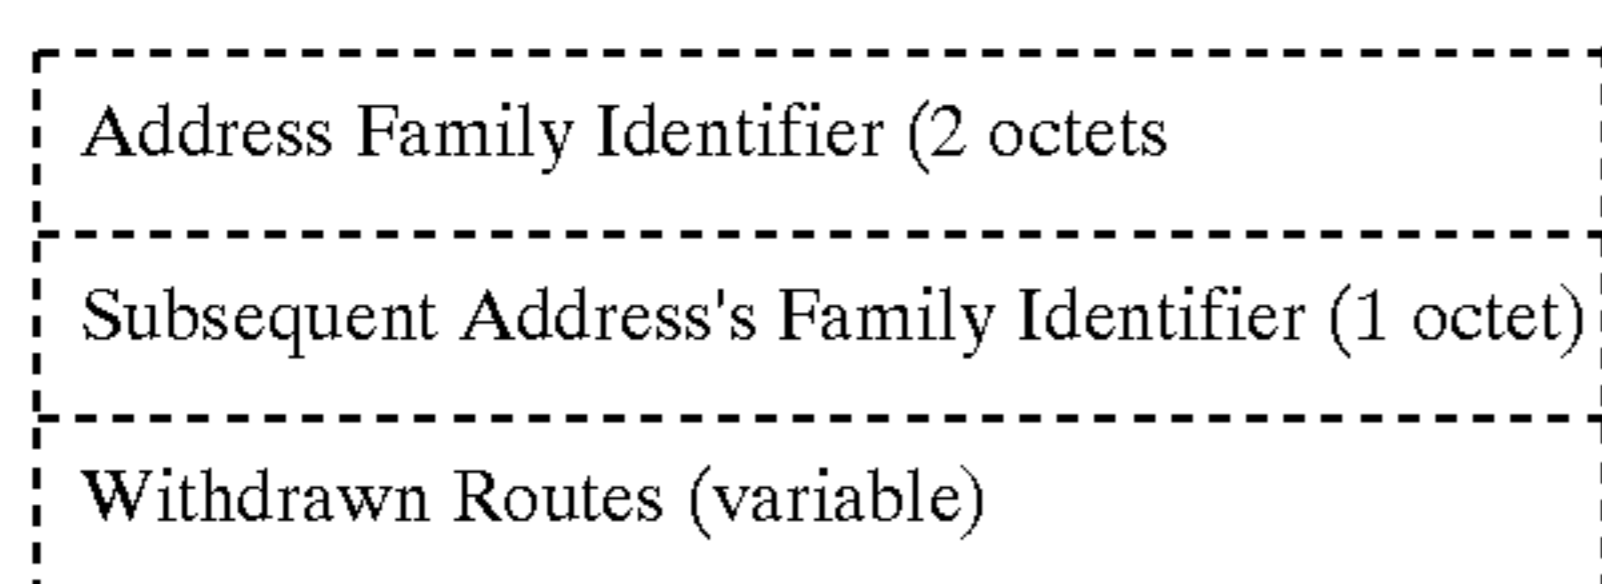 Address Family Identifier (2 octets
Subsequent Address's Family Identifier (1 octet)
Withdrawn Routes (variable)